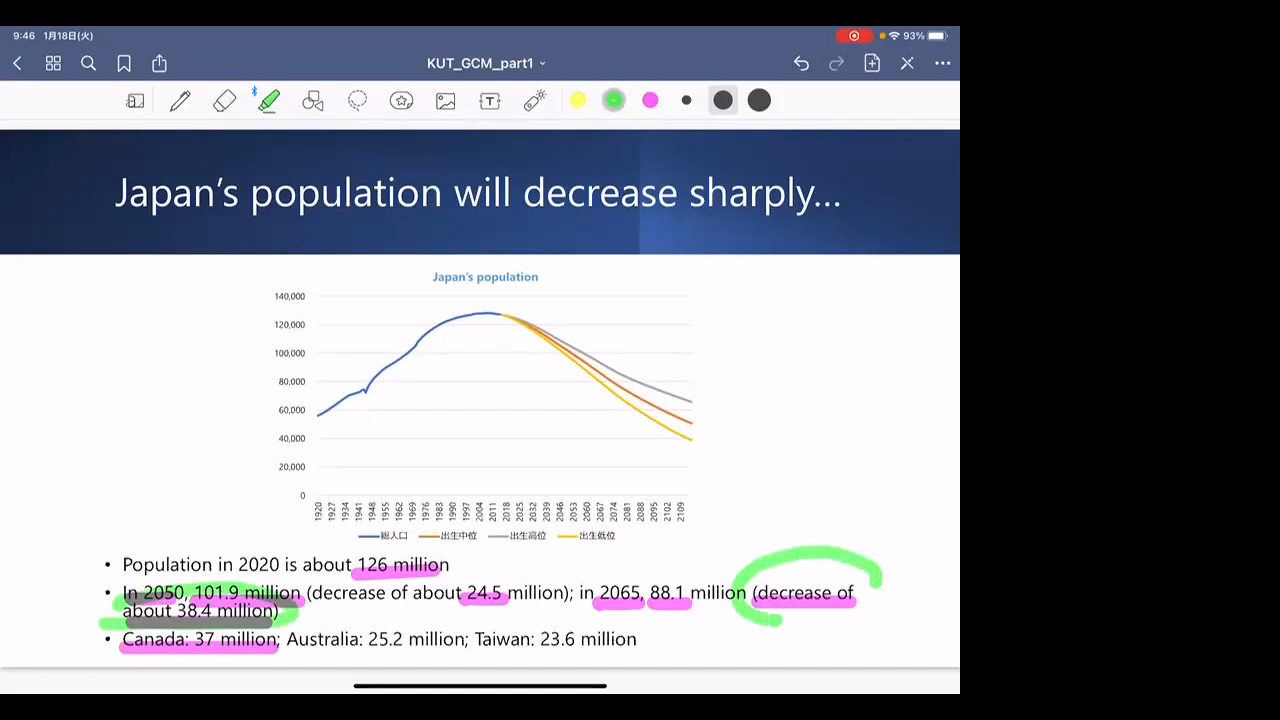 9:46 1月18日(火)
93%
KUT_GCM_part1
T
Japan's population will decrease sharply...
Japan's population
140,000
120,000
100,000
80,000
60,000
40,000
20,000
0
1920 1927 1934 1941 1948 1955 1962 1969 1976 1983 1990 1997 2004 2011 2018 2025 2032 2039 2046 2053 2060 2067 2074 2081 2088 2095 2102 2109
総人口 出生中位 出生高位 出生低位
• Population in 2020 is about 126 million
• In 2050, 101.9 million (decrease of about 24.5 million); in 2065, 88.1 million (decrease of
about 38.4 million)
• Canada: 37 million; Australia: 25.2 million; Taiwan: 23.6 million